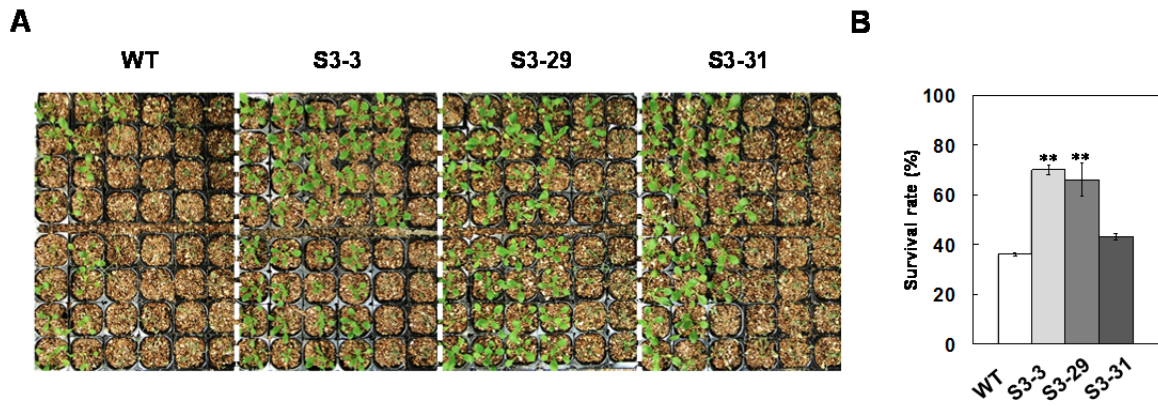 A
WT S3-3 S3-29 S3-31
B
Survival rate (%)
100
80
60
40
20
0
** **
WT S3-3 S3-29 S3-31